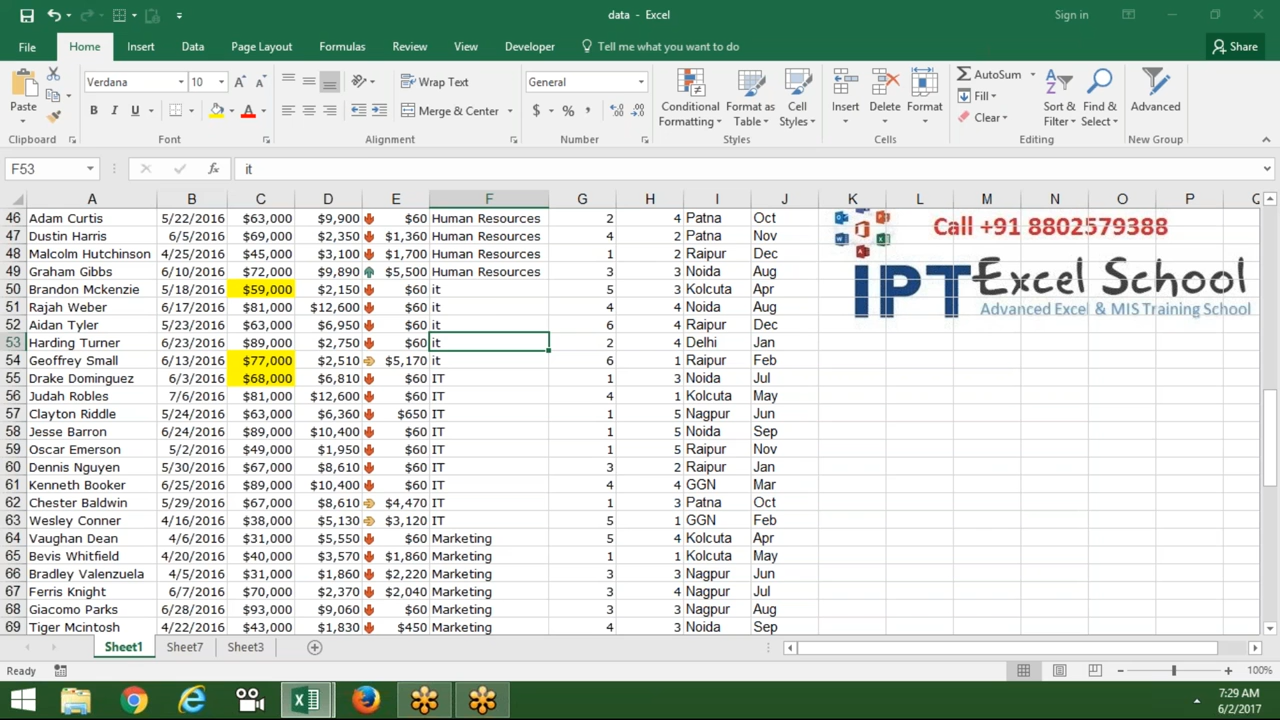 data - Excel
Sign in
File Home Insert Data Page Layout Formulas Review View Developer Tell me what you want to do Share
Paste
Verdana 10
Wrap Text
General
AutoSum
Conditional Formatting
Format as Table
Cell Styles
Insert Delete Format
Fill
Sort & Filter
Find & Select
Advanced
B I U
Merge & Center
$ % ,
Clear
Clipboard Font Alignment Number Styles Cells Editing New Group
F53 fx it
A B C D E F G H I J K L M N O P Q
46 Adam Curtis 5/22/2016 $63,000 $9,900 $60 Human Resources 2 4 Patna Oct
47 Dustin Harris 6/5/2016 $69,000 $2,350 $1,360 Human Resources 4 2 Patna Nov
48 Malcolm Hutchinson 4/25/2016 $45,000 $3,100 $1,700 Human Resources 1 2 Raipur Dec
49 Graham Gibbs 6/10/2016 $72,000 $9,890 $5,500 Human Resources 3 3 Noida Aug
50 Brandon Mckenzie 5/18/2016 $59,000 $2,150 $60 it 5 3 Kolcuta Apr
51 Rajah Weber 6/17/2016 $81,000 $12,600 $60 it 4 4 Noida Aug
52 Aidan Tyler 5/23/2016 $63,000 $6,950 $60 it 6 4 Raipur Dec
53 Harding Turner 6/23/2016 $89,000 $2,750 $60 it 2 4 Delhi Jan
54 Geoffrey Small 6/13/2016 $77,000 $2,510 $5,170 it 6 1 Raipur Feb
55 Drake Dominguez 6/3/2016 $68,000 $6,810 $60 IT 1 3 Noida Jul
56 Judah Robles 7/6/2016 $81,000 $12,600 $60 IT 4 1 Kolcuta May
57 Clayton Riddle 5/24/2016 $63,000 $6,360 $650 IT 1 5 Nagpur Jun
58 Jesse Barron 6/24/2016 $89,000 $10,400 $60 IT 1 5 Noida Sep
59 Oscar Emerson 5/2/2016 $49,000 $1,950 $60 IT 1 5 Raipur Nov
60 Dennis Nguyen 5/30/2016 $67,000 $8,610 $60 IT 3 2 Raipur Jan
61 Kenneth Booker 6/25/2016 $89,000 $10,400 $60 IT 4 4 GGN Mar
62 Chester Baldwin 5/29/2016 $67,000 $8,610 $4,470 IT 1 3 Patna Oct
63 Wesley Conner 4/16/2016 $38,000 $5,130 $3,120 IT 5 1 GGN Feb
64 Vaughan Dean 4/6/2016 $31,000 $5,550 $60 Marketing 5 4 Kolcuta Apr
65 Bevis Whitfield 4/20/2016 $40,000 $3,570 $1,860 Marketing 1 1 Kolcuta May
66 Bradley Valenzuela 4/5/2016 $31,000 $1,860 $2,220 Marketing 3 3 Nagpur Jun
67 Ferris Knight 6/7/2016 $70,000 $2,370 $2,040 Marketing 3 4 Nagpur Jul
68 Giacomo Parks 6/28/2016 $93,000 $9,060 $60 Marketing 3 3 Nagpur Aug
69 Tiger Mcintosh 4/22/2016 $43,000 $1,830 $450 Marketing 4 3 Noida Sep
Call +91 8802579388
IPT Excel School
Advanced Excel & MIS Training School
Sheet1 Sheet7 Sheet3
Ready
100%
7:29 AM
6/2/2017